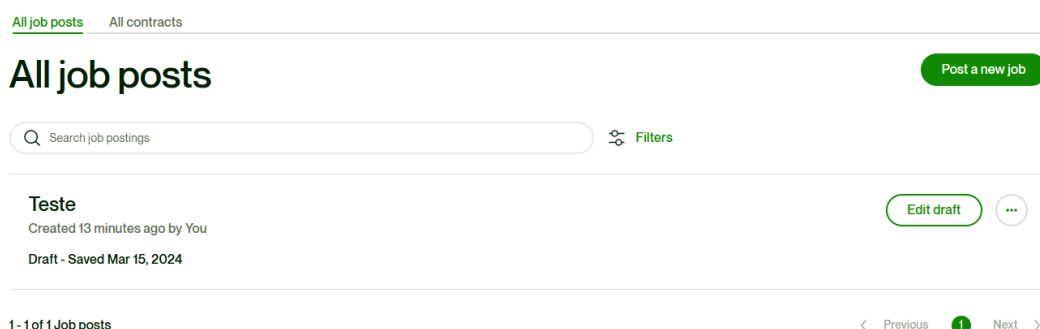 All job posts All contracts
All job posts
Post a new job
Search job postings
Filters
Teste
Edit draft
Created 13 minutes ago by You
Draft - Saved Mar 15, 2024
1 - 1 of 1 Job posts
Previous 1 Next